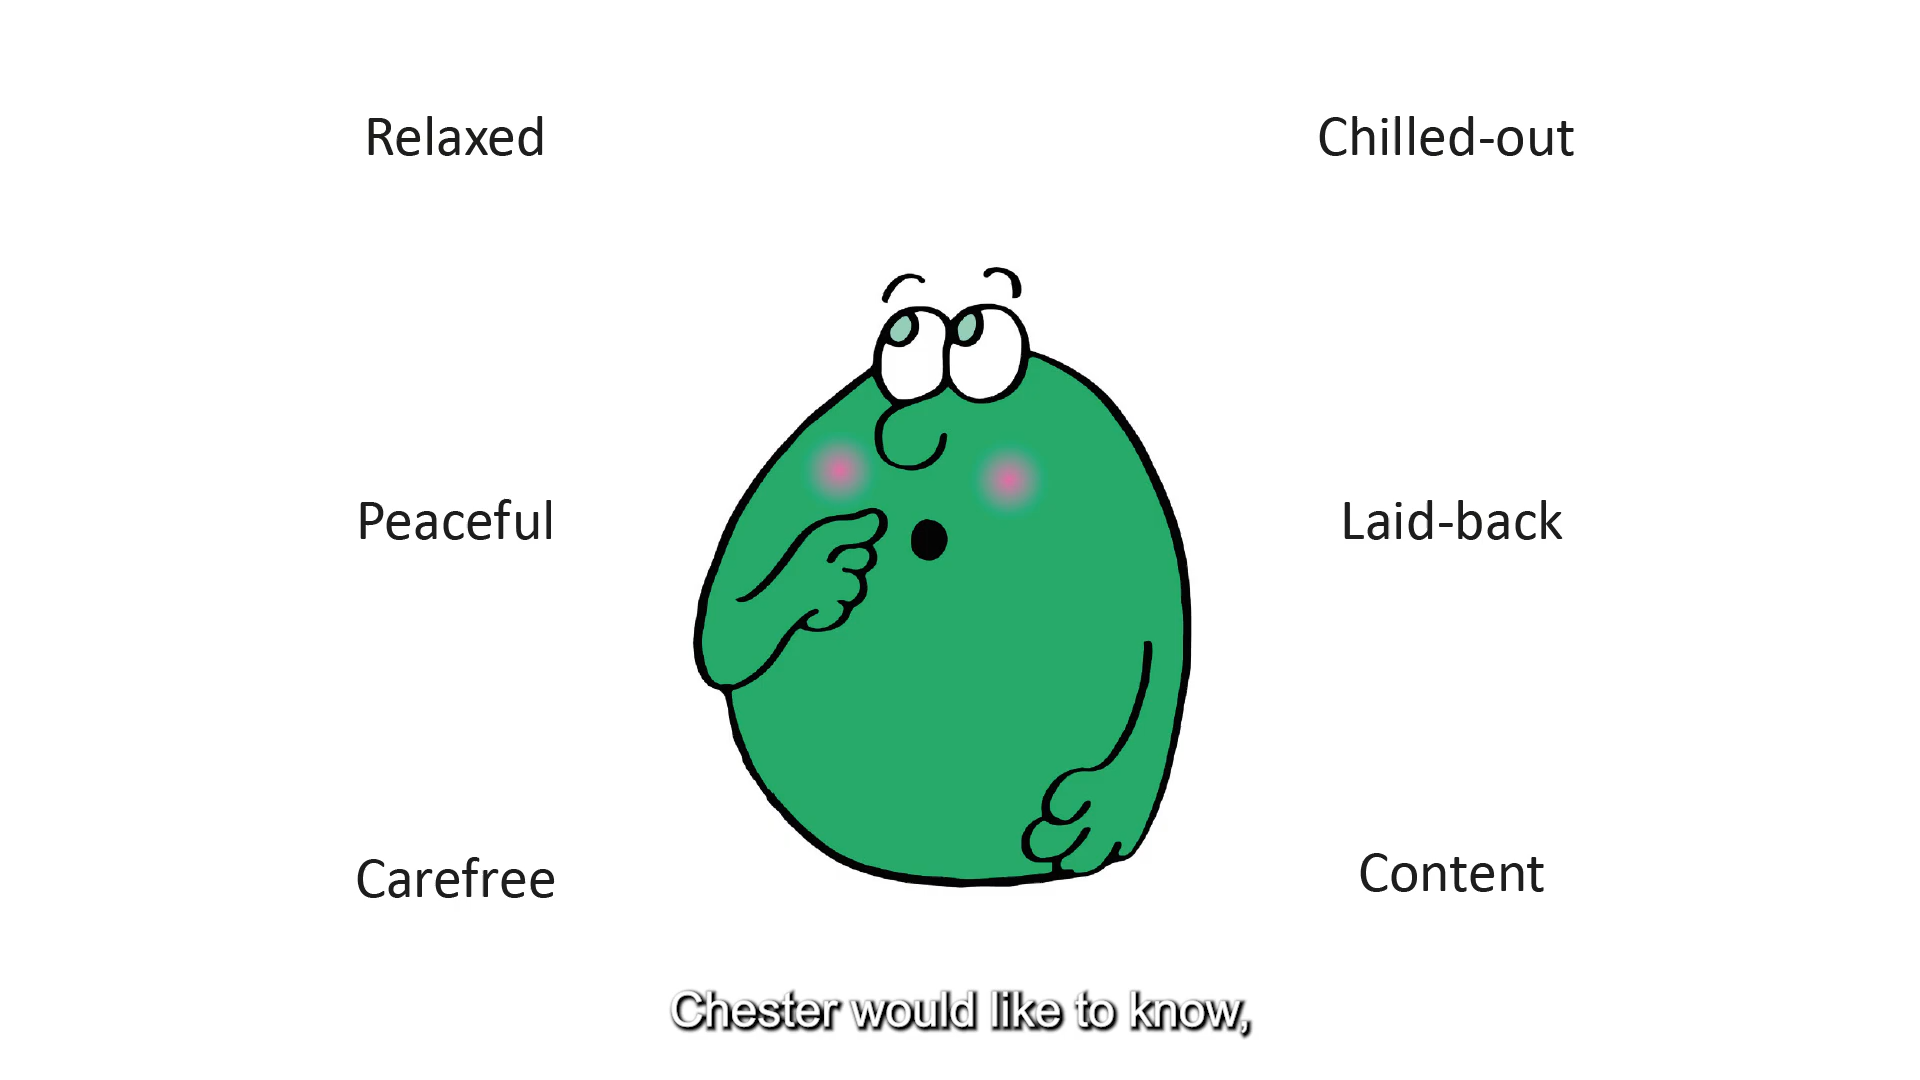 Relaxed
Chilled-out
Peaceful
Laid-back
Carefree
Content
Chester would like to know,